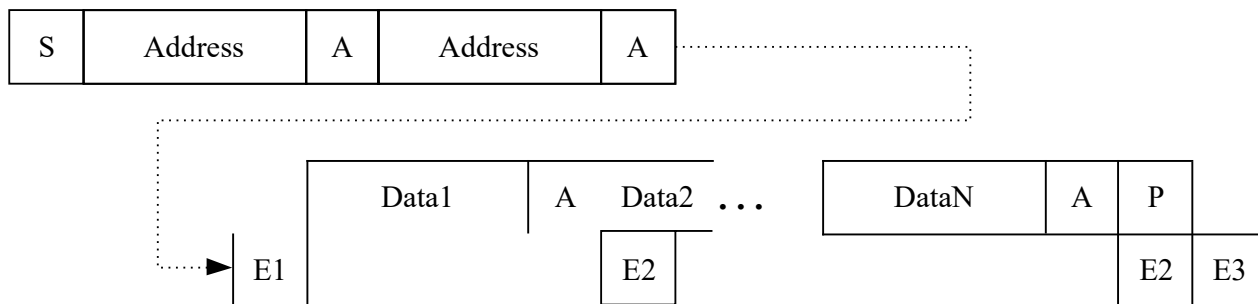 S Address A Address A
Data1 A Data2 ... DataN A P
E1 E2 E2 E3